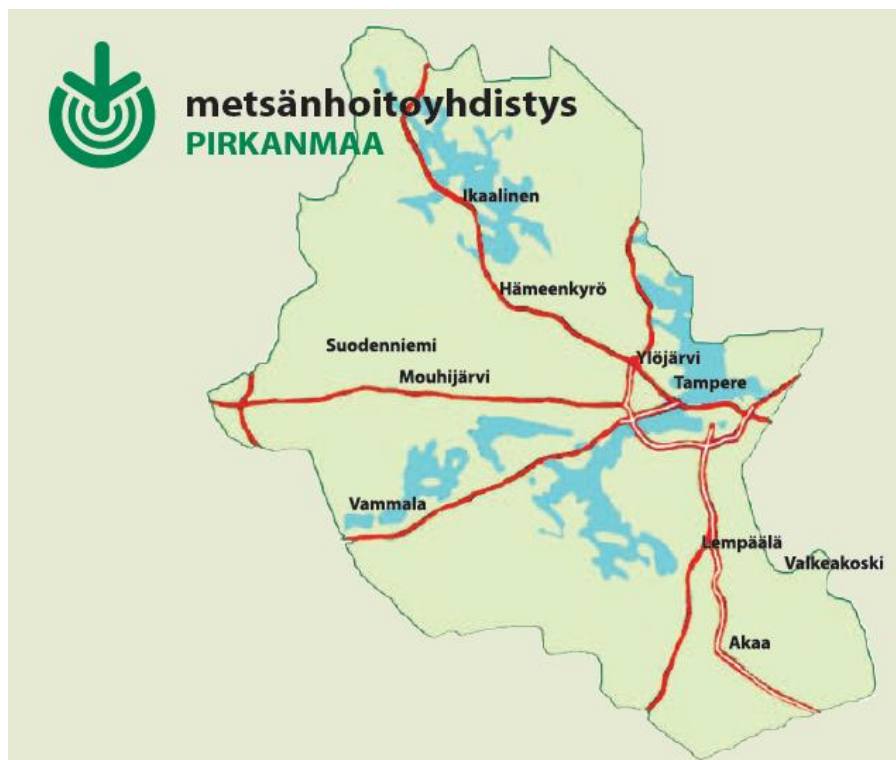 metsänhoitoyhdistys
PIRKANMAA
Ikaalinen
Hämeenkyrö
Suodenniemi
Ylöjärvi
Mouhijärvi
Tampere
Vammala
Lempäälä
Valkeakoski
Akaa